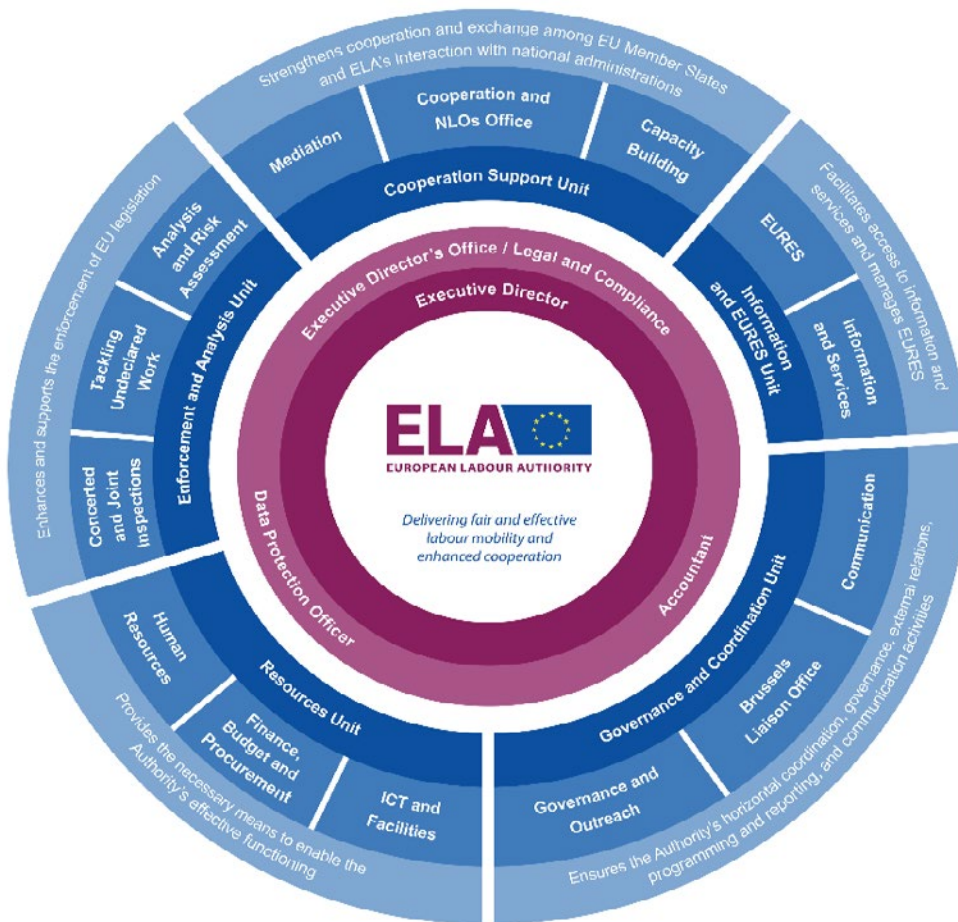 Strengthens cooperation and exchange among EU Member States
and ELA's interaction with national administrations
Mediation
Cooperation and
NLOs Office
Capacity
Building
Cooperation Support Unit
Facilitates access to information and
services and manages EURES
EURES
Information
and Services
Information
and EURES Unit
Ensures the Authority's horizontal coordination, governance, external relations,
programming and reporting, and communication activities
Communication
Brussels
Liaison Office
Governance and
Outreach
Governance and Coordination Unit
Provides the necessary means to enable the
Authority's effective functioning
Human
Resources
Finance,
Budget and
Procurement
ICT and
Facilities
Resources Unit
Enhances and supports the enforcement of EU legislation
Concerted
and Joint
Inspections
Tackling
Undeclared
Work
Analysis
and Risk
Assessment
Enforcement and Analysis Unit
Executive Director's Office / Legal and Compliance
Executive Director
Data Protection Officer
Accountant
ELA
EUROPEAN LABOUR AUTHORITY
Delivering fair and effective
labour mobility and
enhanced cooperation